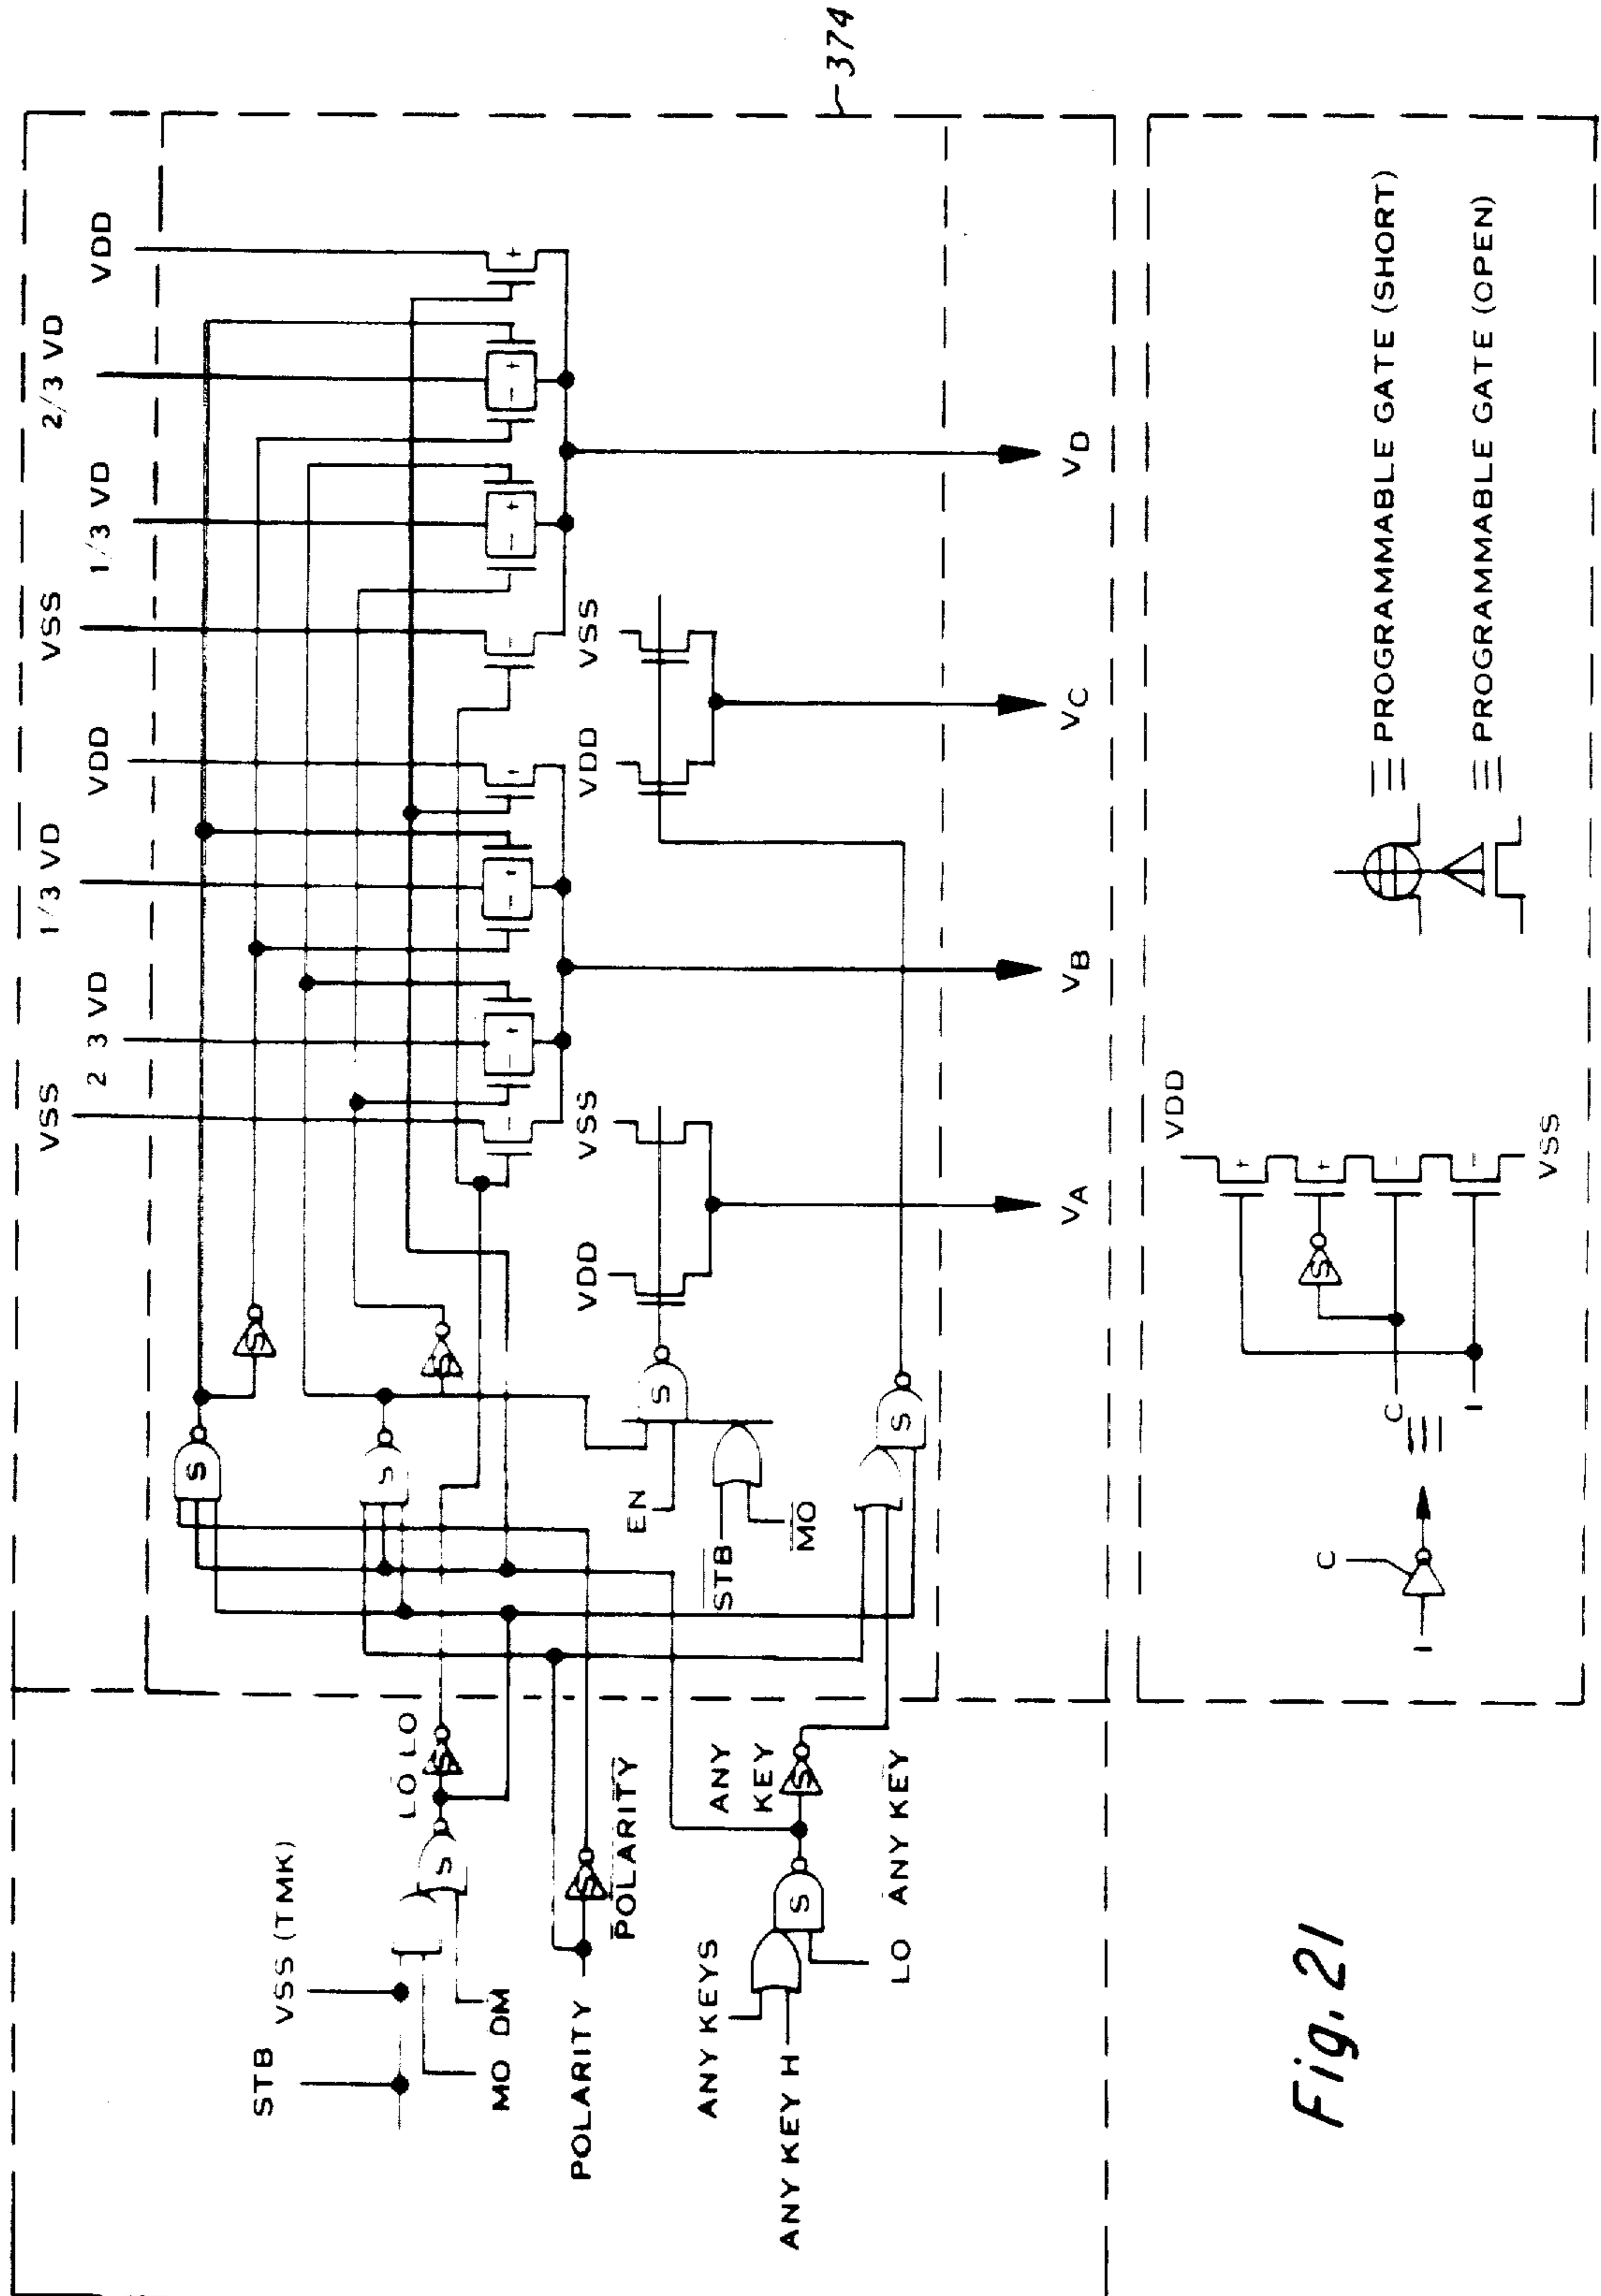 374
VSS
2 3 VD
1/3 VD
VDD
VSS
1/3 VD
2/3 VD
VDD
STB
VSS (TMK)
LO LO
MO
DM
POLARITY
POLARITY
ANY KEYS
ANY KEY H
LO
ANY KEY
ANY
KEY
EN
STB
MO
VDD
VSS
VDD
VSS
S
S
S
S
S
S
S
S
S
S
S
VA
VB
VC
VD
C
I
C
I
S
VDD
VSS
≡ PROGRAMMABLE GATE (SHORT)
≡ PROGRAMMABLE GATE (OPEN)
Fig. 21